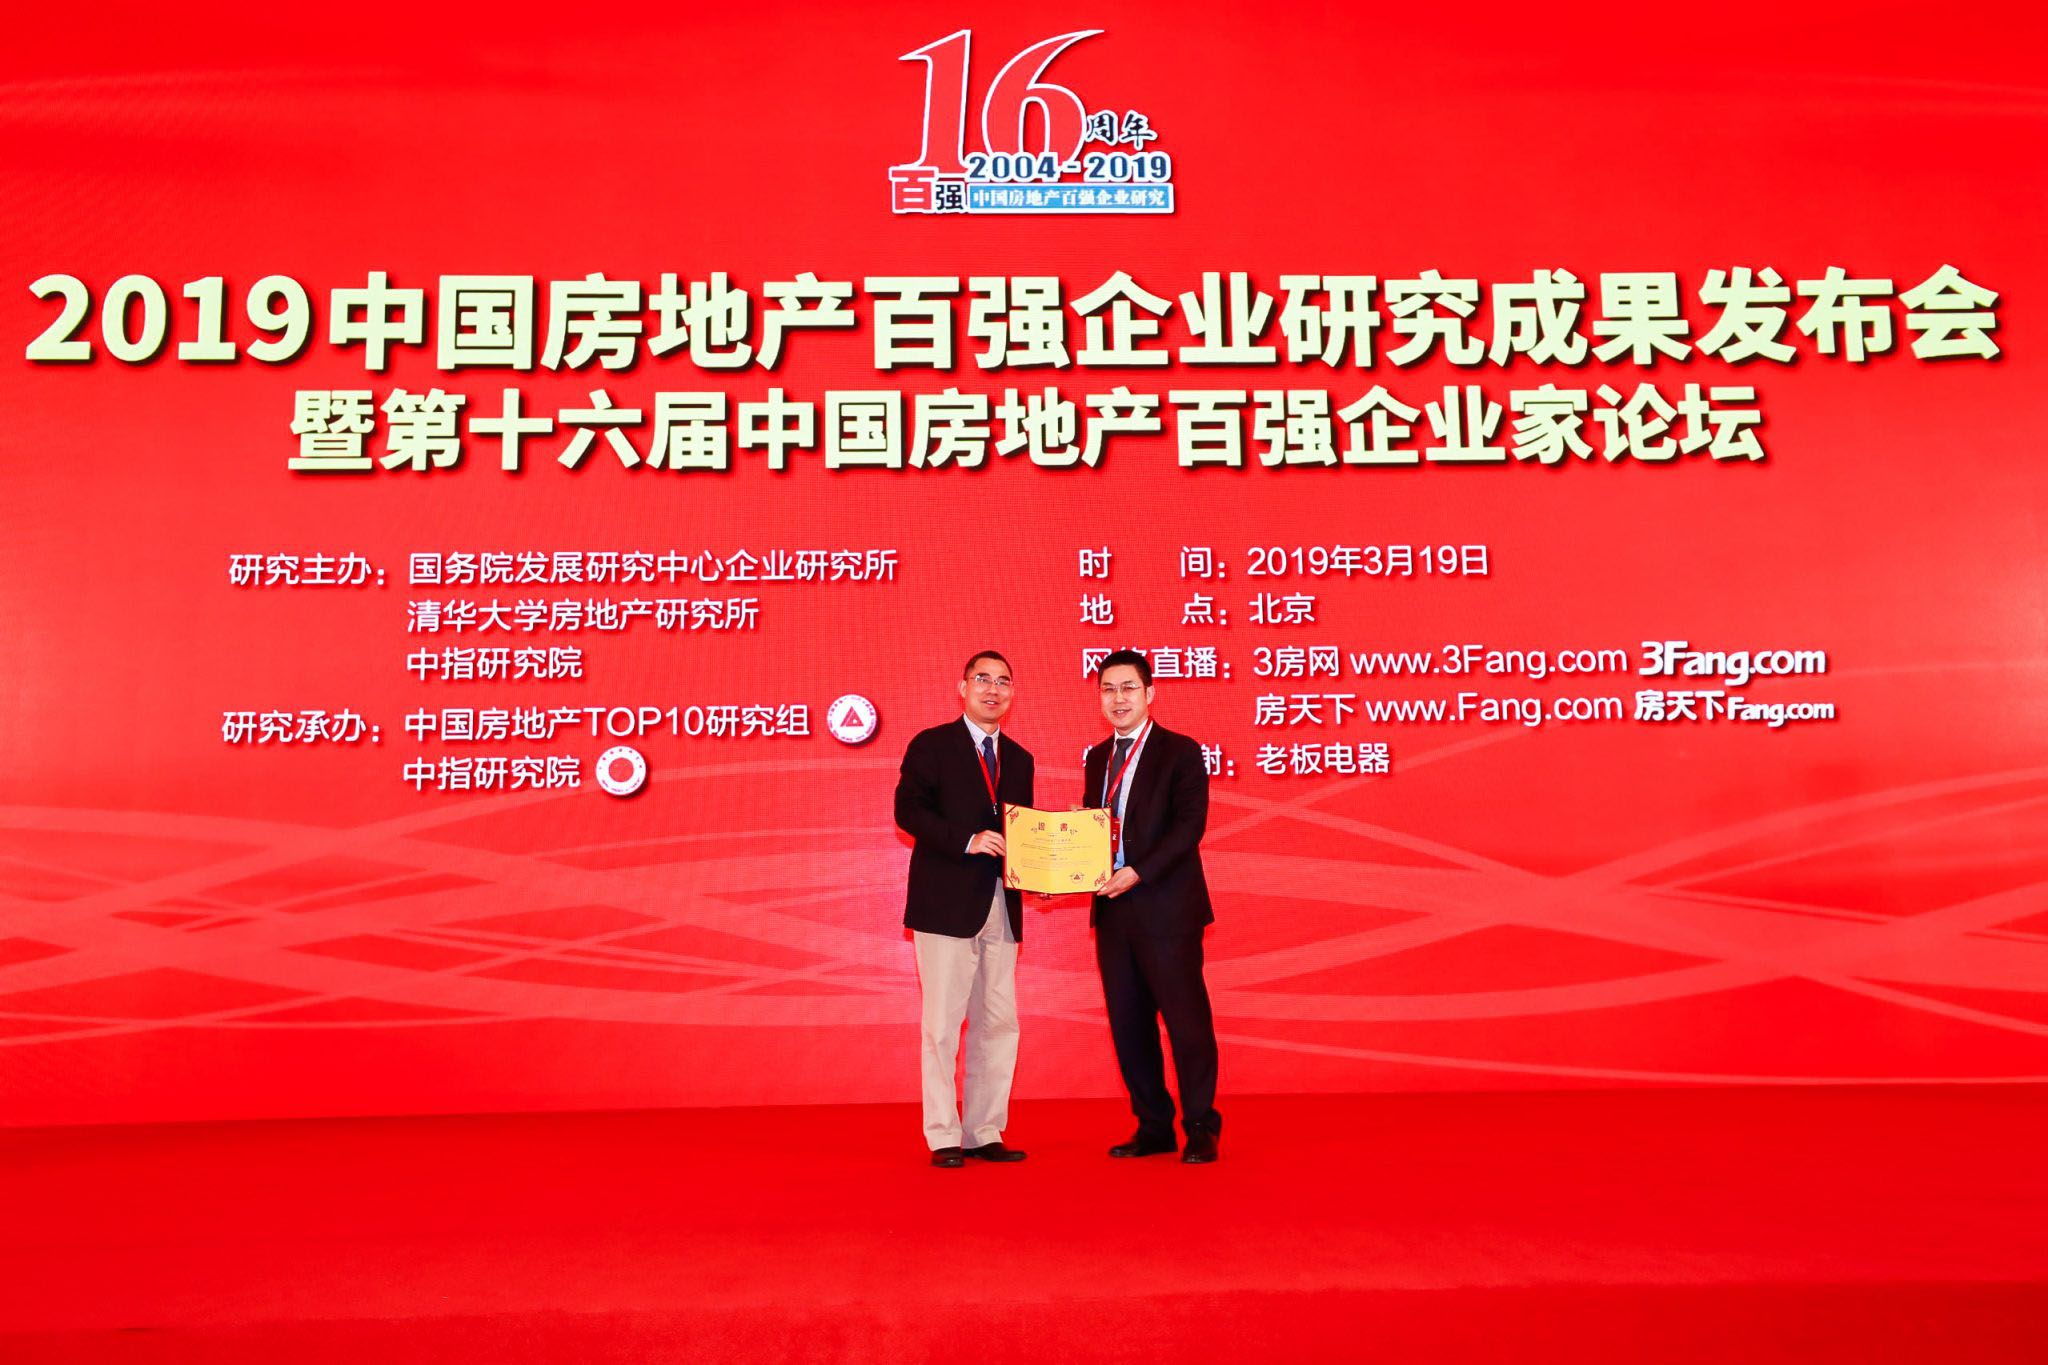 16周年
2004-2019
百强 中国房地产百强企业研究
2019中国房地产百强企业研究成果发布会
暨第十六届中国房地产百强企业家论坛
研究主办：国务院发展研究中心企业研究所
清华大学房地产研究所
中指研究院
研究承办：中国房地产TOP10研究组
中指研究院
时 间：2019年3月19日
地 点：北京
网络直播：3房网 www.3Fang.com 3Fang.com
房天下 www.Fang.com 房天下Fang.com
谢：老板电器
證書